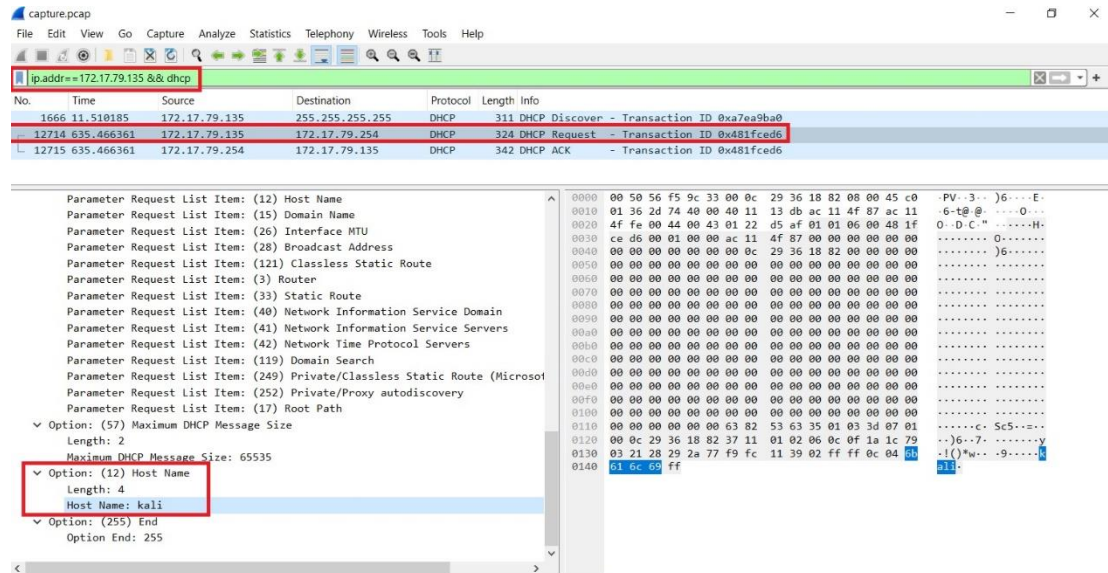 capture.pcap
File Edit View Go Capture Analyze Statistics Telephony Wireless Tools Help
ip.addr==172.17.79.135 && dhcp
No. Time Source Destination Protocol Length Info
1666 11.510185 172.17.79.135 255.255.255.255 DHCP 311 DHCP Discover - Transaction ID 0xa7ea9ba0
12714 635.466361 172.17.79.135 172.17.79.254 DHCP 324 DHCP Request - Transaction ID 0x481fced6
12715 635.466361 172.17.79.254 172.17.79.135 DHCP 342 DHCP ACK - Transaction ID 0x481fced6
Parameter Request List Item: (12) Host Name
Parameter Request List Item: (15) Domain Name
Parameter Request List Item: (26) Interface MTU
Parameter Request List Item: (28) Broadcast Address
Parameter Request List Item: (121) Classless Static Route
Parameter Request List Item: (3) Router
Parameter Request List Item: (33) Static Route
Parameter Request List Item: (40) Network Information Service Domain
Parameter Request List Item: (41) Network Information Service Servers
Parameter Request List Item: (42) Network Time Protocol Servers
Parameter Request List Item: (119) Domain Search
Parameter Request List Item: (249) Private/Classless Static Route (Microsof
Parameter Request List Item: (252) Private/Proxy autodiscovery
Parameter Request List Item: (17) Root Path
Option: (57) Maximum DHCP Message Size
Length: 2
Maximum DHCP Message Size: 65535
Option: (12) Host Name
Length: 4
Host Name: kali
Option: (255) End
Option End: 255
0000 00 50 56 f5 9c 33 00 0c 29 36 18 82 08 00 45 c0 ·PV··3·· )6····E·
0010 01 36 2d 74 40 00 40 11 13 db ac 11 4f 87 ac 11 ·6-t@·@· ····O···
0020 4f fe 00 44 00 43 01 22 d5 af 01 01 06 00 48 1f O··D·C·" ······H·
0030 ce d6 00 01 00 00 ac 11 4f 87 00 00 00 00 00 00 ········ O·······
0040 00 00 00 00 00 00 00 0c 29 36 18 82 00 00 00 00 ········ )6······
0050 00 00 00 00 00 00 00 00 00 00 00 00 00 00 00 00 ········ ········
0060 00 00 00 00 00 00 00 00 00 00 00 00 00 00 00 00 ········ ········
0070 00 00 00 00 00 00 00 00 00 00 00 00 00 00 00 00 ········ ········
0080 00 00 00 00 00 00 00 00 00 00 00 00 00 00 00 00 ········ ········
0090 00 00 00 00 00 00 00 00 00 00 00 00 00 00 00 00 ········ ········
00a0 00 00 00 00 00 00 00 00 00 00 00 00 00 00 00 00 ········ ········
00b0 00 00 00 00 00 00 00 00 00 00 00 00 00 00 00 00 ········ ········
00c0 00 00 00 00 00 00 00 00 00 00 00 00 00 00 00 00 ········ ········
00d0 00 00 00 00 00 00 00 00 00 00 00 00 00 00 00 00 ········ ········
00e0 00 00 00 00 00 00 00 00 00 00 00 00 00 00 00 00 ········ ········
00f0 00 00 00 00 00 00 00 00 00 00 00 00 00 00 00 00 ········ ········
0100 00 00 00 00 00 00 00 00 00 00 00 00 00 00 00 00 ········ ········
0110 00 00 00 00 00 00 63 82 53 63 35 01 03 3d 07 01 ······c· Sc5··=··
0120 00 0c 29 36 18 82 37 11 01 02 06 0c 0f 1a 1c 79 ··)6··7· ·······y
0130 03 21 28 29 2a 77 f9 fc 11 39 02 ff ff 0c 04 6b ·!()*w·· ·9·····k
0140 61 6c 69 ff ali·